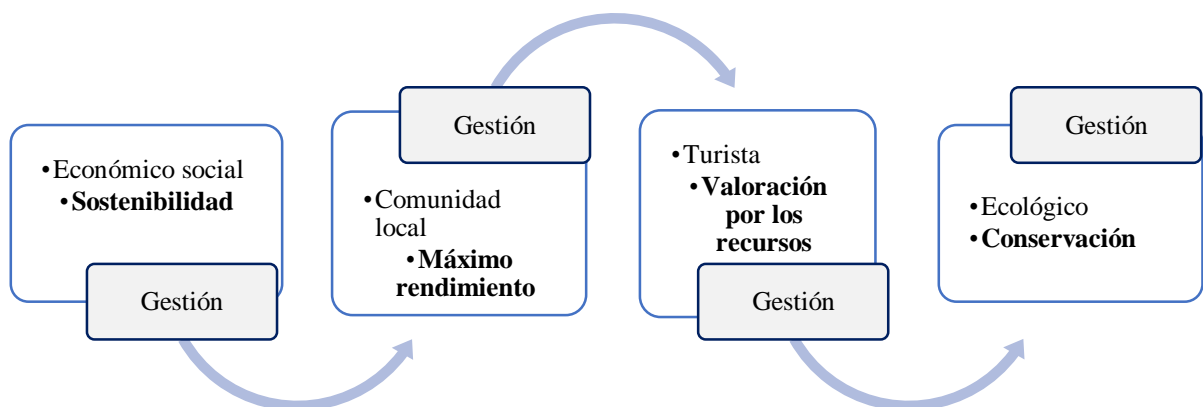 •Económico social
•Sostenibilidad
Gestión
Gestión
•Comunidad
local
•Máximo
rendimiento
•Turista
•Valoración
por los
recursos
Gestión
Gestión
•Ecológico
•Conservación